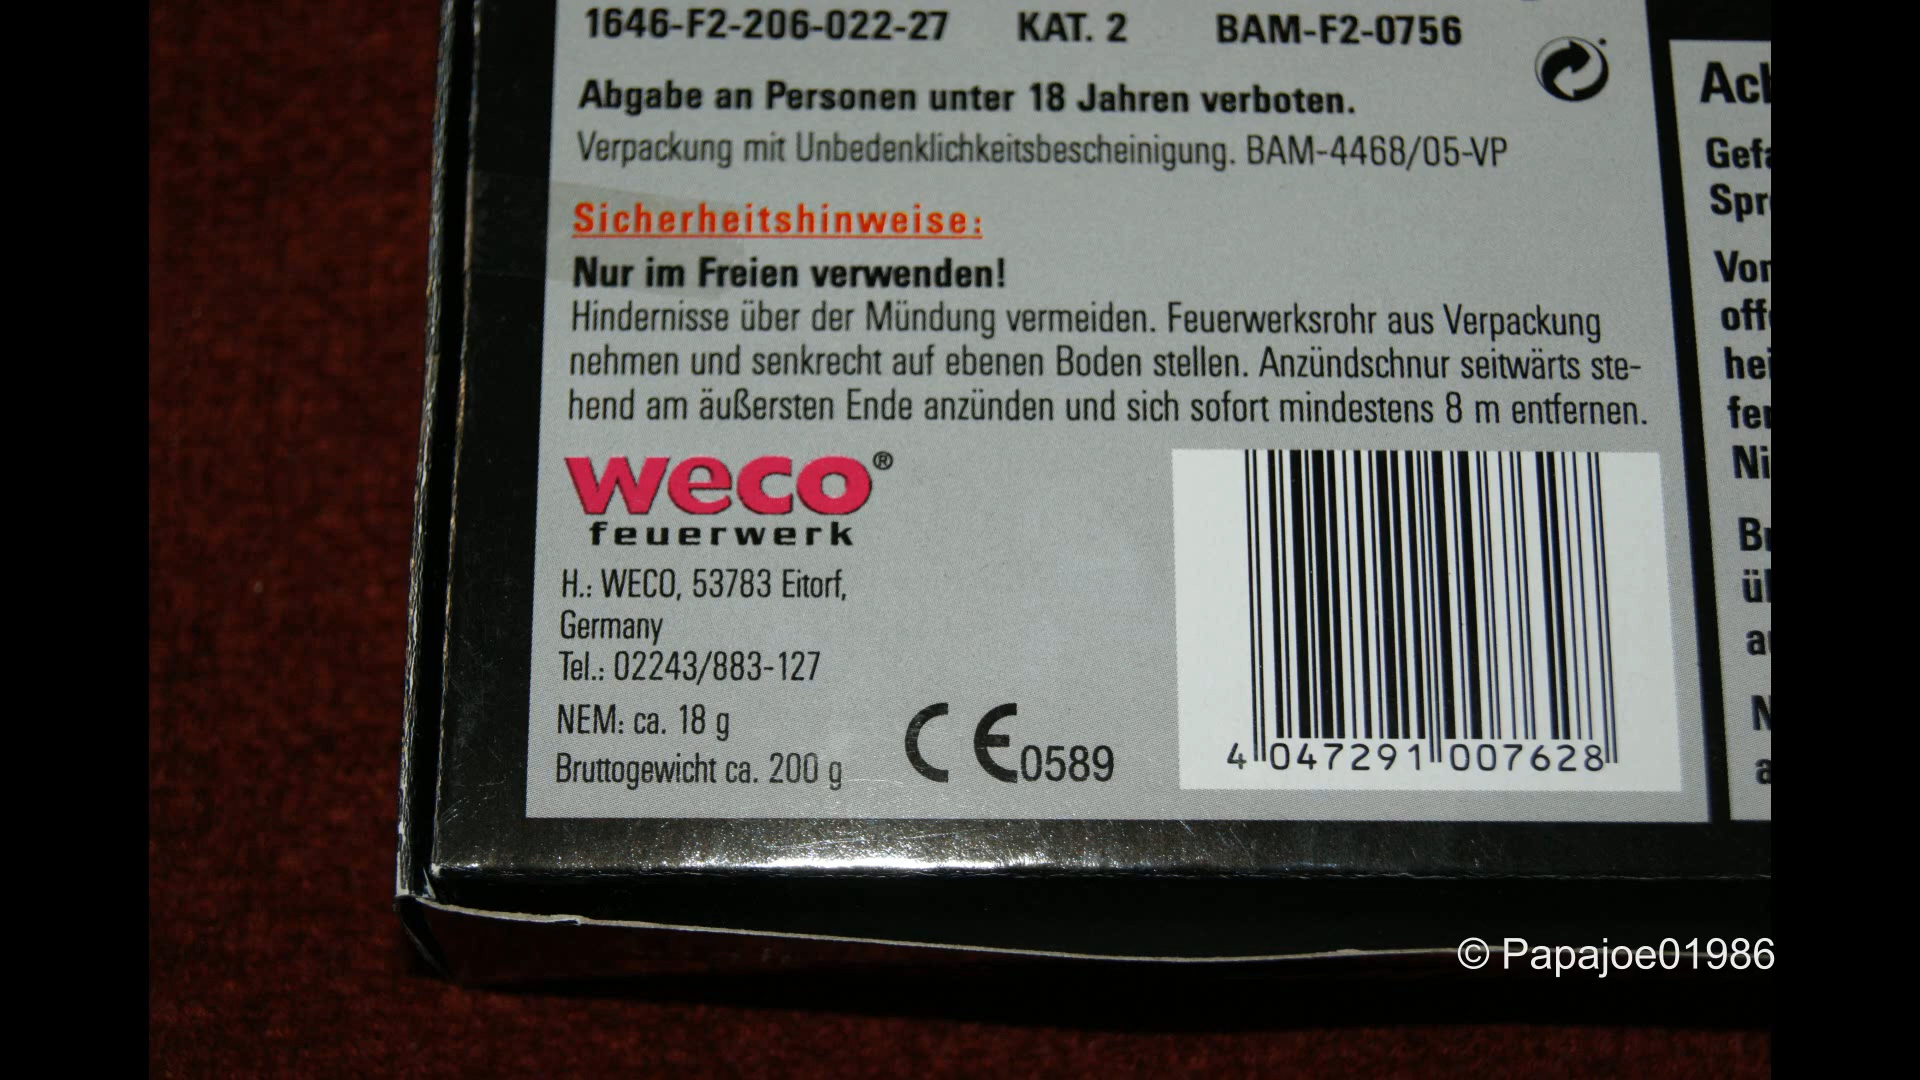 1646-F2-206-022-27 KAT. 2 BAM-F2-0756
Abgabe an Personen unter 18 Jahren verboten.
Verpackung mit Unbedenklichkeitsbescheinigung. BAM-4468/05-VP
Sicherheitshinweise:
Nur im Freien verwenden!
Hindernisse über der Mündung vermeiden. Feuerwerksrohr aus Verpackung
nehmen und senkrecht auf ebenen Boden stellen. Anzündschnur seitwärts ste-
hend am äußersten Ende anzünden und sich sofort mindestens 8 m entfernen.
weco®
feuerwerk
H.: WECO, 53783 Eitorf,
Germany
Tel.: 02243/883-127
NEM: ca. 18 g
Bruttogewicht ca. 200 g
CE 0589
4 047291 007628
© Papajoe01986